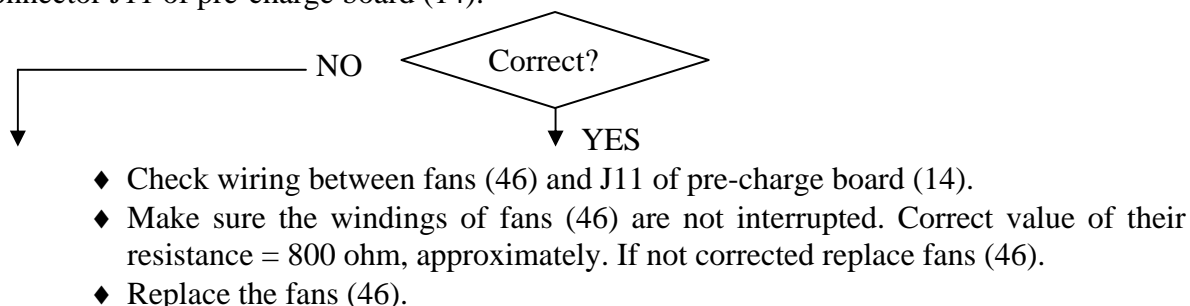 J11 of pre-charge board (14).
NO Correct?
YES
♦ Check wiring between fans (46) and J11 of pre-charge board (14).
♦ Make sure the windings of fans (46) are not interrupted. Correct value of their
resistance = 800 ohm, approximately. If not corrected replace fans (46).
♦ Replace the fans (46).